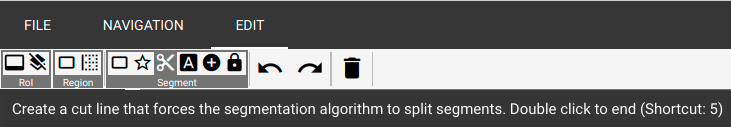 FILE NAVIGATION EDIT
A
RoI Region Segment
Create a cut line that forces the segmentation algorithm to split segments. Double click to end (Shortcut: 5)